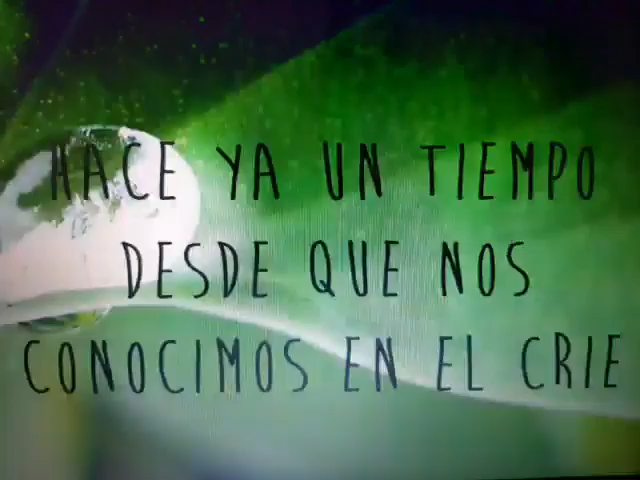 HACE YA UN TIEMPO
DESDE QUE NOS
CONOCIMOS EN EL CRIE